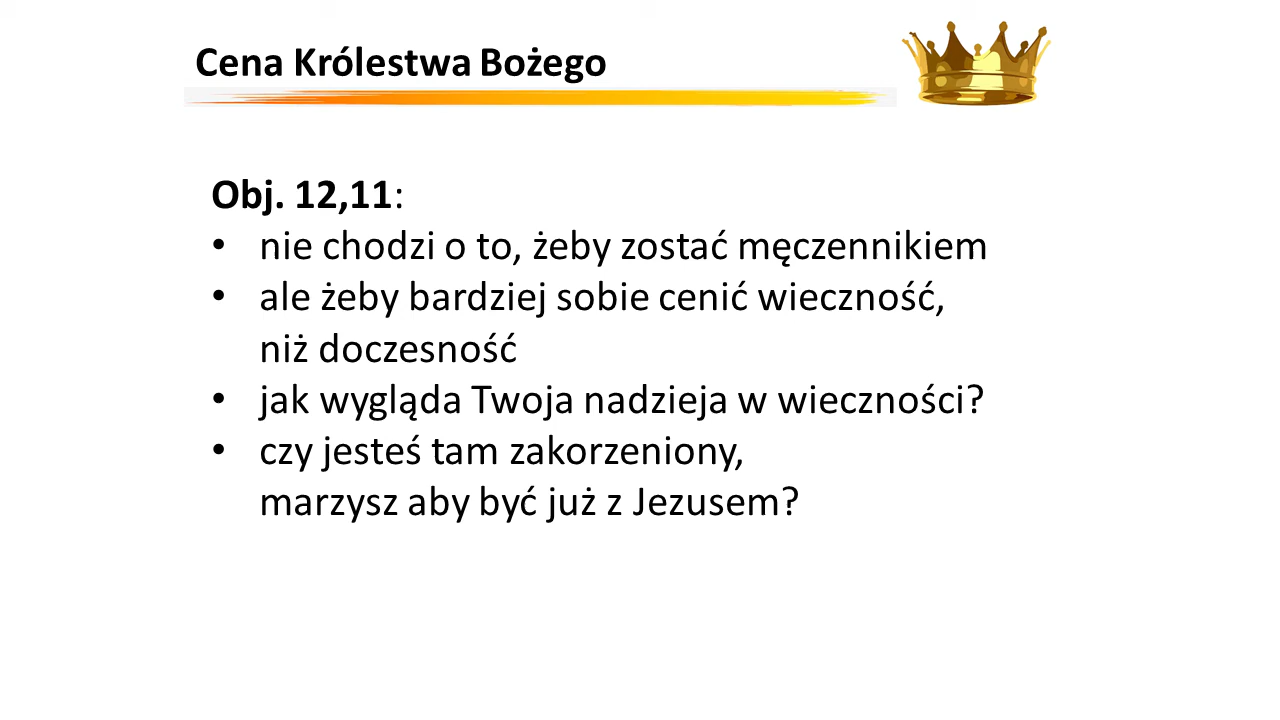 Cena Królestwa Bożego
Obj. 12,11:
• nie chodzi o to, żeby zostać męczennikiem
• ale żeby bardziej sobie cenić wieczność,
niż doczesność
• jak wygląda Twoja nadzieja w wieczności?
• czy jesteś tam zakorzeniony,
marzysz aby być już z Jezusem?